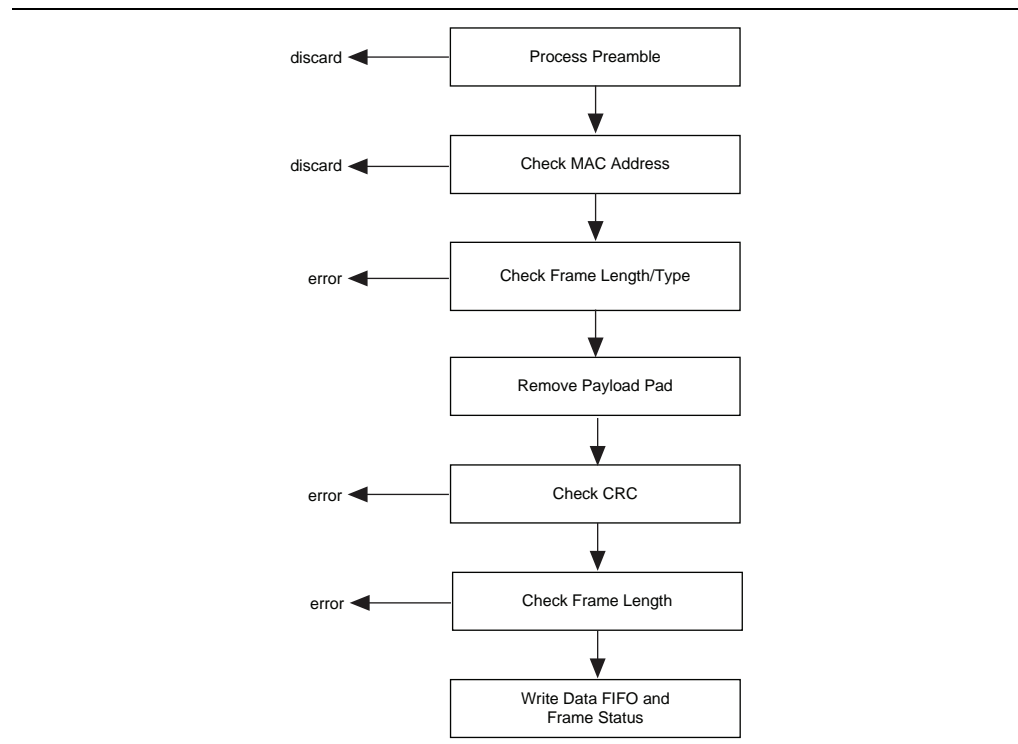 discard
Process Preamble
discard
Check MAC Address
error
Check Frame Length/Type
Remove Payload Pad
error
Check CRC
error
Check Frame Length
Write Data FIFO and
Frame Status